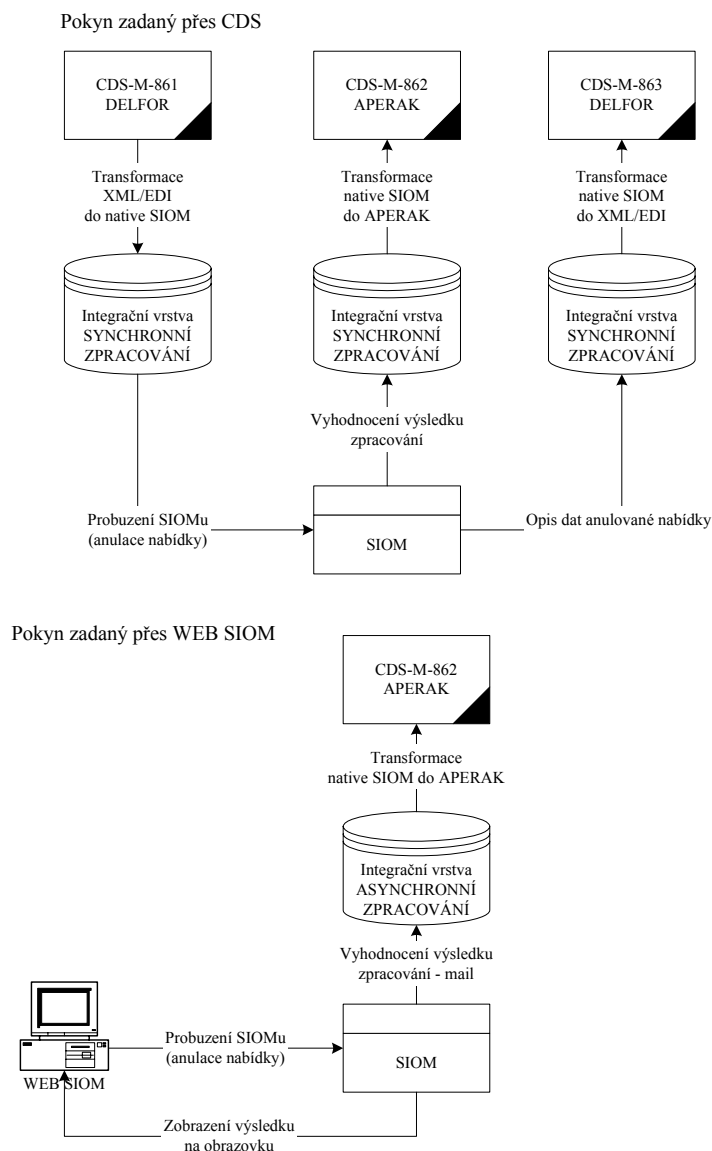 Pokyn zadaný přes CDS
CDS-M-861
DELFOR
CDS-M-862
APERAK
CDS-M-863
DELFOR
Transformace
XML/EDI
do native SIOM
Transformace
native SIOM
do APERAK
Transformace
native SIOM
do XML/EDI
Integrační vrstva
SYNCHRONNÍ
ZPRACOVÁNÍ
Integrační vrstva
SYNCHRONNÍ
ZPRACOVÁNÍ
Integrační vrstva
SYNCHRONNÍ
ZPRACOVÁNÍ
Vyhodnocení výsledku
zpracování
Probuzení SIOMu
(anulace nabídky)
SIOM
Opis dat anulované nabídky
Pokyn zadaný přes WEB SIOM
CDS-M-862
APERAK
Transformace
native SIOM do APERAK
Integrační vrstva
ASYNCHRONNÍ
ZPRACOVÁNÍ
Vyhodnocení výsledku
zpracování - mail
Probuzení SIOMu
(anulace nabídky)
SIOM
WEB SIOM
Zobrazení výsledku
na obrazovku